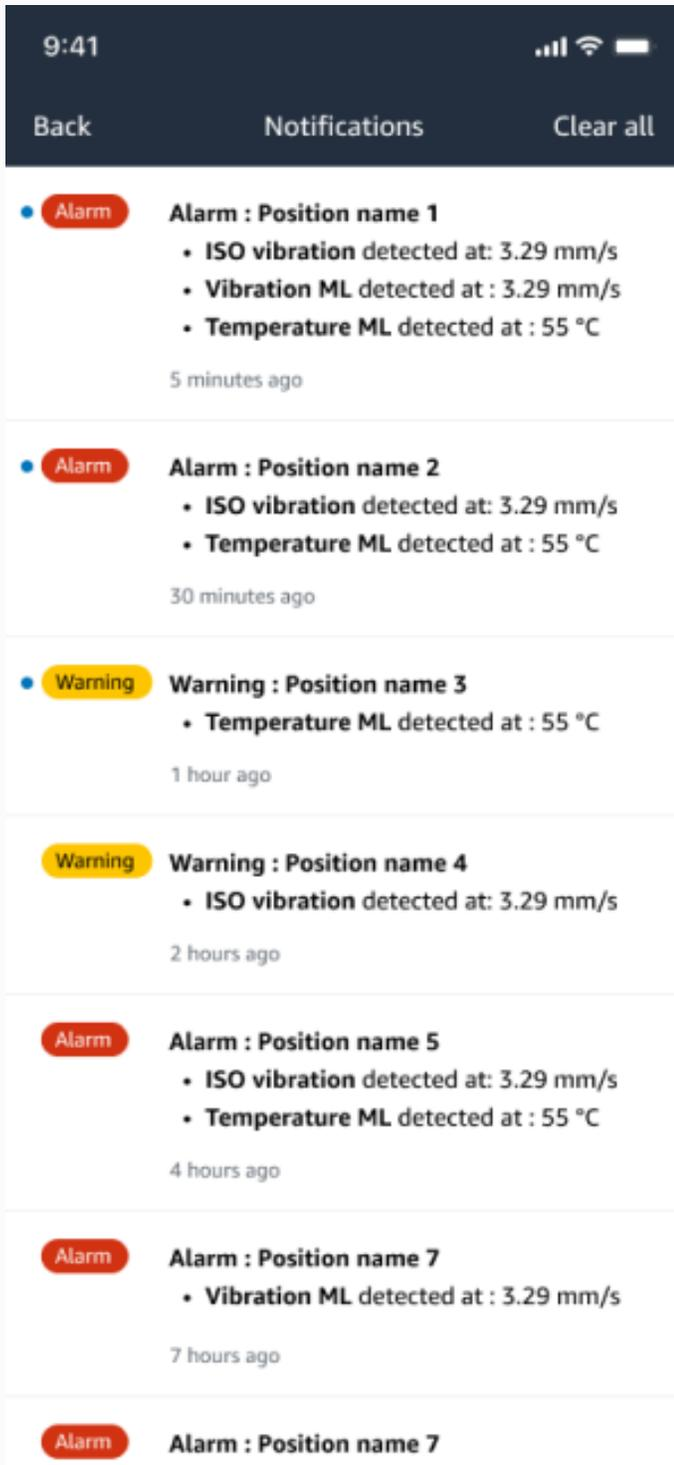 9:41
Back Notifications Clear all
Alarm Alarm : Position name 1
• ISO vibration detected at: 3.29 mm/s
• Vibration ML detected at : 3.29 mm/s
• Temperature ML detected at : 55 °C
5 minutes ago
Alarm Alarm : Position name 2
• ISO vibration detected at: 3.29 mm/s
• Temperature ML detected at : 55 °C
30 minutes ago
Warning Warning : Position name 3
• Temperature ML detected at : 55 °C
1 hour ago
Warning Warning : Position name 4
• ISO vibration detected at: 3.29 mm/s
2 hours ago
Alarm Alarm : Position name 5
• ISO vibration detected at: 3.29 mm/s
• Temperature ML detected at : 55 °C
4 hours ago
Alarm Alarm : Position name 7
• Vibration ML detected at : 3.29 mm/s
7 hours ago
Alarm Alarm : Position name 7